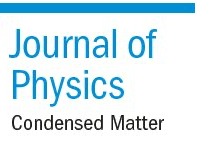 Journal of
Physics
Condensed Matter